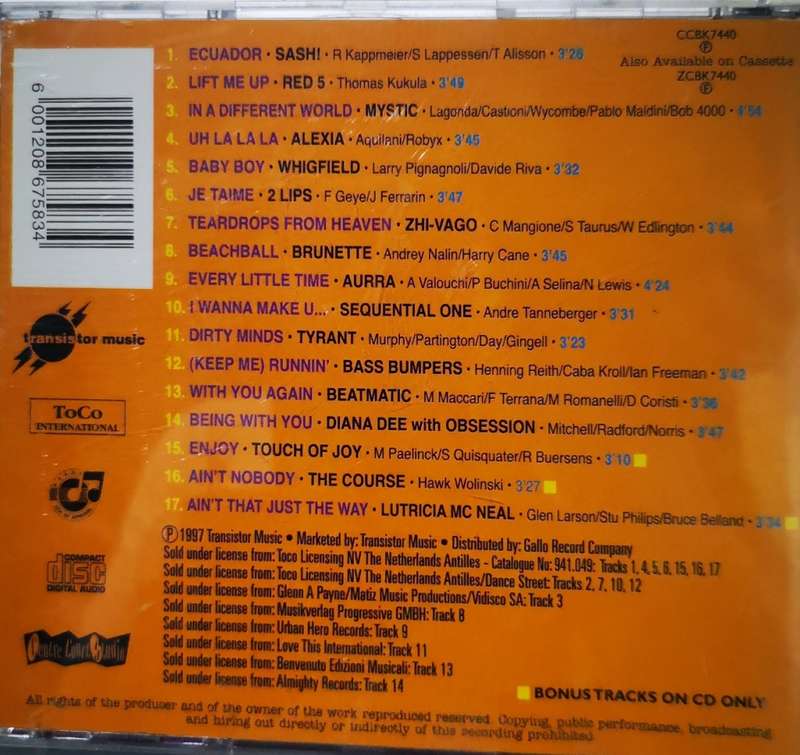 CCBK7440
Ⓟ
Also Available on Cassette
ZCBK7440
Ⓟ
6 001208 675834
1. ECUADOR · SASH! · R Kappmeier/S Lappessen/T Alisson · 3'28
2. LIFT ME UP · RED 5 · Thomas Kukula · 3'49
3. IN A DIFFERENT WORLD · MYSTIC · Lagonda/Castioni/Wycombe/Pablo Maldini/Bob 4000 · 4'54
4. UH LA LA LA · ALEXIA · Aquilani/Robyx · 3'45
5. BABY BOY · WHIGFIELD · Larry Pignagnoli/Davide Riva · 3'32
6. JE TAIME · 2 LIPS · F Geye/J Ferrarin · 3'47
7. TEARDROPS FROM HEAVEN · ZHI-VAGO · C Mangione/S Taurus/W Edlington · 3'44
8. BEACHBALL · BRUNETTE · Andrey Nalin/Harry Cane · 3'45
9. EVERY LITTLE TIME · AURRA · A Valouchi/P Buchini/A Selina/N Lewis · 4'24
10. I WANNA MAKE U... · SEQUENTIAL ONE · Andre Tanneberger · 3'31
11. DIRTY MINDS · TYRANT · Murphy/Partington/Day/Gingell · 3'23
12. (KEEP ME) RUNNIN' · BASS BUMPERS · Henning Reith/Caba Kroll/Ian Freeman · 3'42
13. WITH YOU AGAIN · BEATMATIC · M Maccari/F Terrana/M Romanelli/D Coristi · 3'36
14. BEING WITH YOU · DIANA DEE with OBSESSION · Mitchell/Radford/Norris · 3'47
15. ENJOY · TOUCH OF JOY · M Paelinck/S Quisquater/R Buersens · 3'10
16. AIN'T NOBODY · THE COURSE · Hawk Wolinski · 3'27
17. AIN'T THAT JUST THE WAY · LUTRICIA MC NEAL · Glen Larson/Stu Philips/Bruce Belland · 3'34
transistor music
ToCo
INTERNATIONAL
COMPACT
disc
DIGITAL AUDIO
Centre Court Studio
Ⓟ 1997 Transistor Music • Marketed by: Transistor Music • Distributed by: Gallo Record Company
Sold under license from: Toco Licensing NV The Netherlands Antilles - Catalogue No: 941.049: Tracks 1, 4, 5, 6, 15, 16, 17
Sold under license from: Toco Licensing NV The Netherlands Antilles/Dance Street: Tracks 2, 7, 10, 12
Sold under license from: Glenn A Payne/Matiz Music Productions/Vidisco SA: Track 3
Sold under license from: Musikverlag Progressive GMBH: Track 8
Sold under license from: Urban Hero Records: Track 9
Sold under license from: Love This International: Track 11
Sold under license from: Benvenuto Edizioni Musicali: Track 13
Sold under license from: Almighty Records: Track 14
BONUS TRACKS ON CD ONLY
All rights of the producer and of the owner of the work reproduced reserved. Copying, public performance, broadcasting
and hiring out directly or indirectly of this recording prohibited.